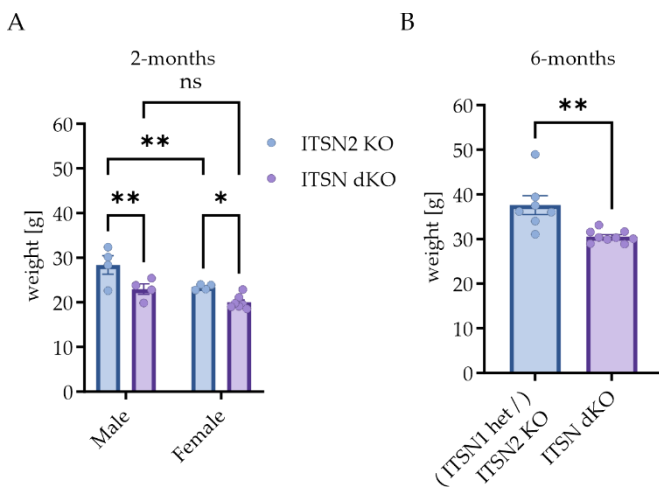 A
2-months
ns
**
**
*
ITSN2 KO
ITSN dKO
weight [g]
60
50
40
30
20
10
0
Male
Female
B
6-months
**
weight [g]
60
50
40
30
20
10
0
(ITSN1 het /)
ITSN2 KO
ITSN dKO